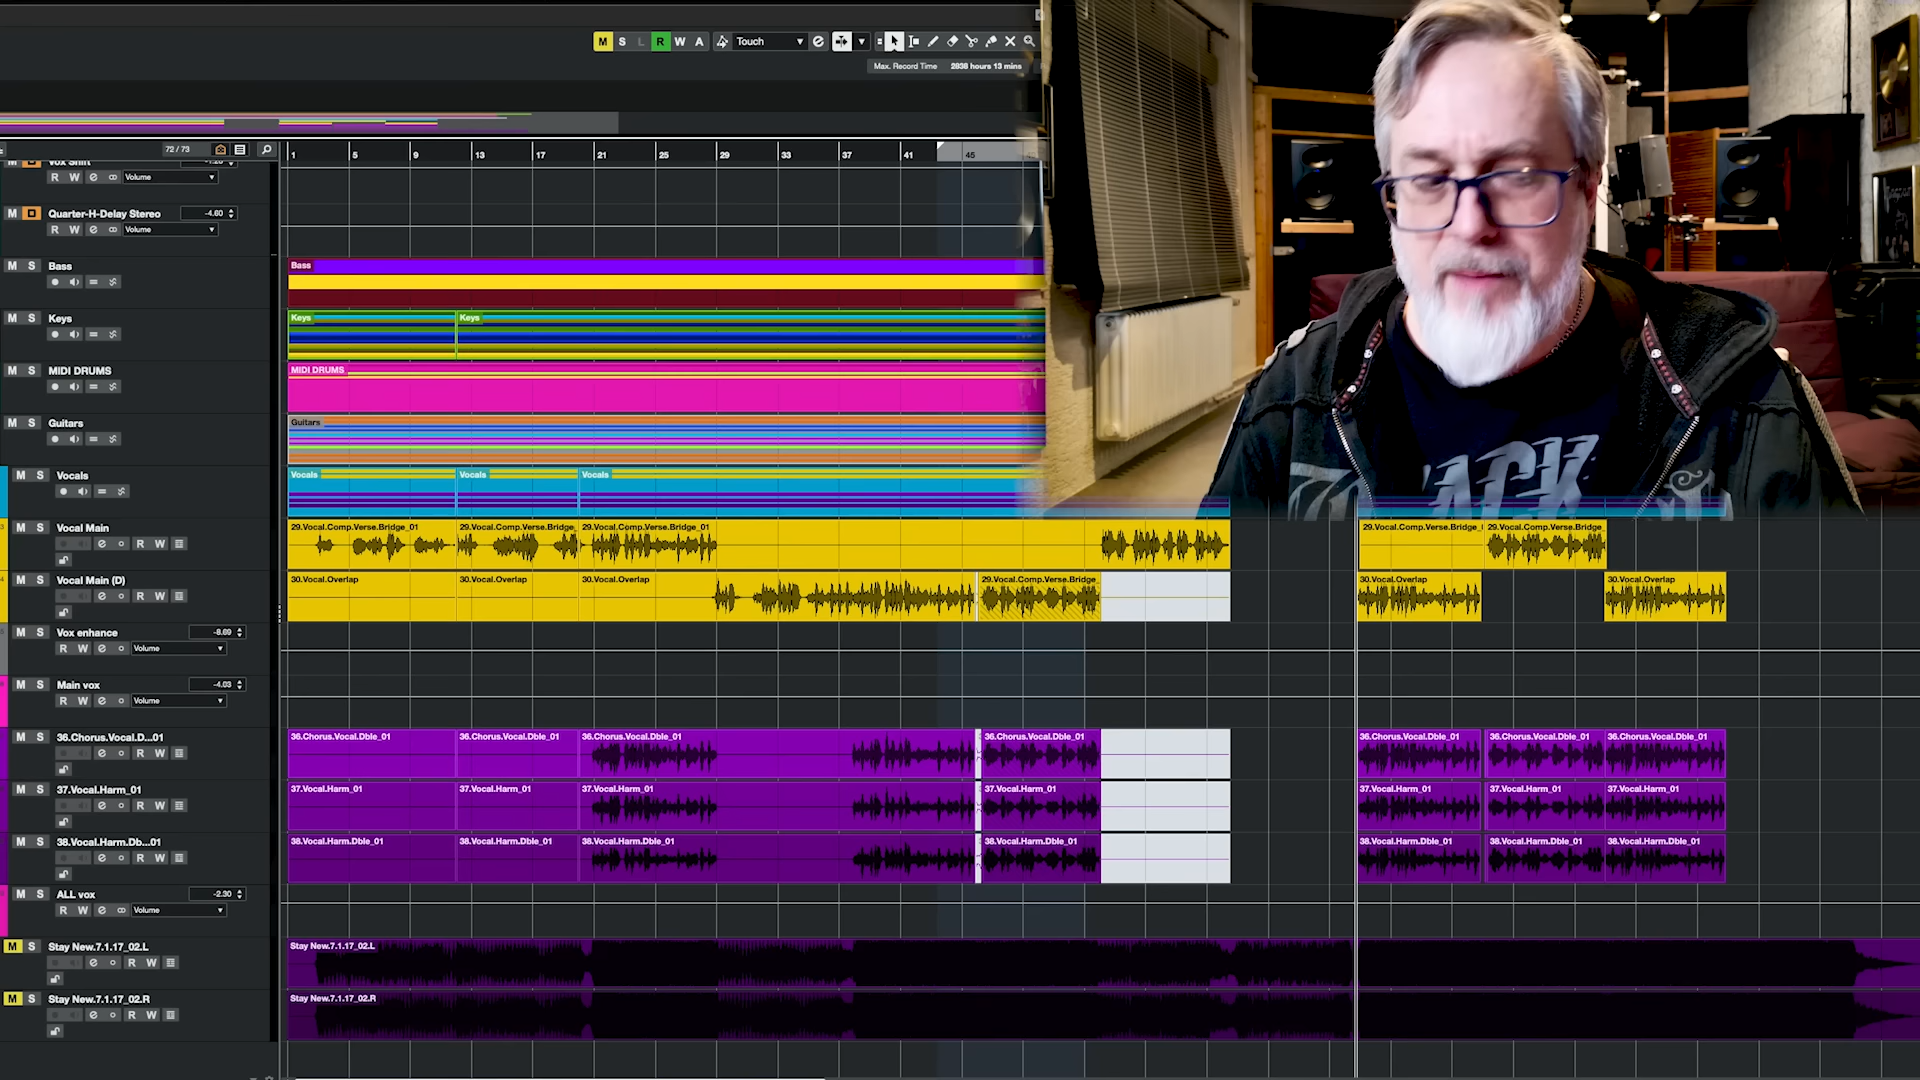 M S L R W A Touch
Max. Record Time 2838 hours 13 mins
72 / 73
1 5 9 13 17 21 25 29 33 37 41 45
M Vox Shift
R W Volume
M Quarter-H-Delay Stereo -4.60
R W Volume
M S Bass
Bass
M S Keys
Keys Keys
M S MIDI DRUMS
MIDI DRUMS
M S Guitars
Guitars
M S Vocals
Vocals Vocals Vocals
M S Vocal Main
R W
29.Vocal.Comp.Verse.Bridge_01 29.Vocal.Comp.Verse.Bridge_ 29.Vocal.Comp.Verse.Bridge_01 29.Vocal.Comp.Verse.Bridge_ 29.Vocal.Comp.Verse.Bridge
M S Vocal Main (D)
R W
30.Vocal.Overlap 30.Vocal.Overlap 30.Vocal.Overlap 29.Vocal.Comp.Verse.Bridge_ 30.Vocal.Overlap 30.Vocal.Overlap
M S Vox enhance -8.69
R W Volume
M S Main vox -4.03
R W Volume
M S 36.Chorus.Vocal.D...01
R W
36.Chorus.Vocal.Dble_01 36.Chorus.Vocal.Dble_01 36.Chorus.Vocal.Dble_01 36.Chorus.Vocal.Dble_01 36.Chorus.Vocal.Dble_01 36.Chorus.Vocal.Dble_01 36.Chorus.Vocal.Dble_01
M S 37.Vocal.Harm_01
R W
37.Vocal.Harm_01 37.Vocal.Harm_01 37.Vocal.Harm_01 37.Vocal.Harm_01 37.Vocal.Harm_01 37.Vocal.Harm_01 37.Vocal.Harm_01
M S 38.Vocal.Harm.Db...01
R W
38.Vocal.Harm.Dble_01 38.Vocal.Harm.Dble_01 38.Vocal.Harm.Dble_01 38.Vocal.Harm.Dble_01 38.Vocal.Harm.Dble_01 38.Vocal.Harm.Dble_01 38.Vocal.Harm.Dble_01
M S ALL vox -2.30
R W Volume
M S Stay New.7.1.17_02.L
R W
Stay New.7.1.17_02.L
M S Stay New.7.1.17_02.R
R W
Stay New.7.1.17_02.R